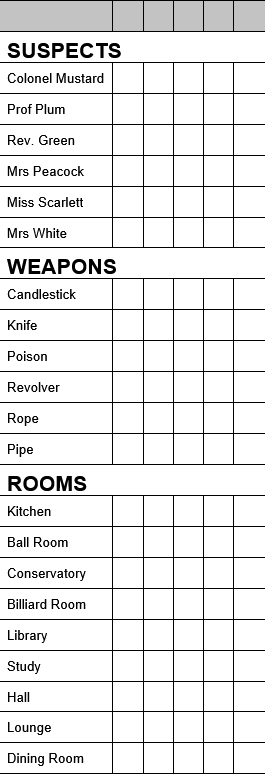 SUSPECTS
Colonel Mustard
Prof Plum
Rev. Green
Mrs Peacock
Miss Scarlett
Mrs White
WEAPONS
Candlestick
Knife
Poison
Revolver
Rope
Pipe
ROOMS
Kitchen
Ball Room
Conservatory
Billiard Room
Library
Study
Hall
Lounge
Dining Room